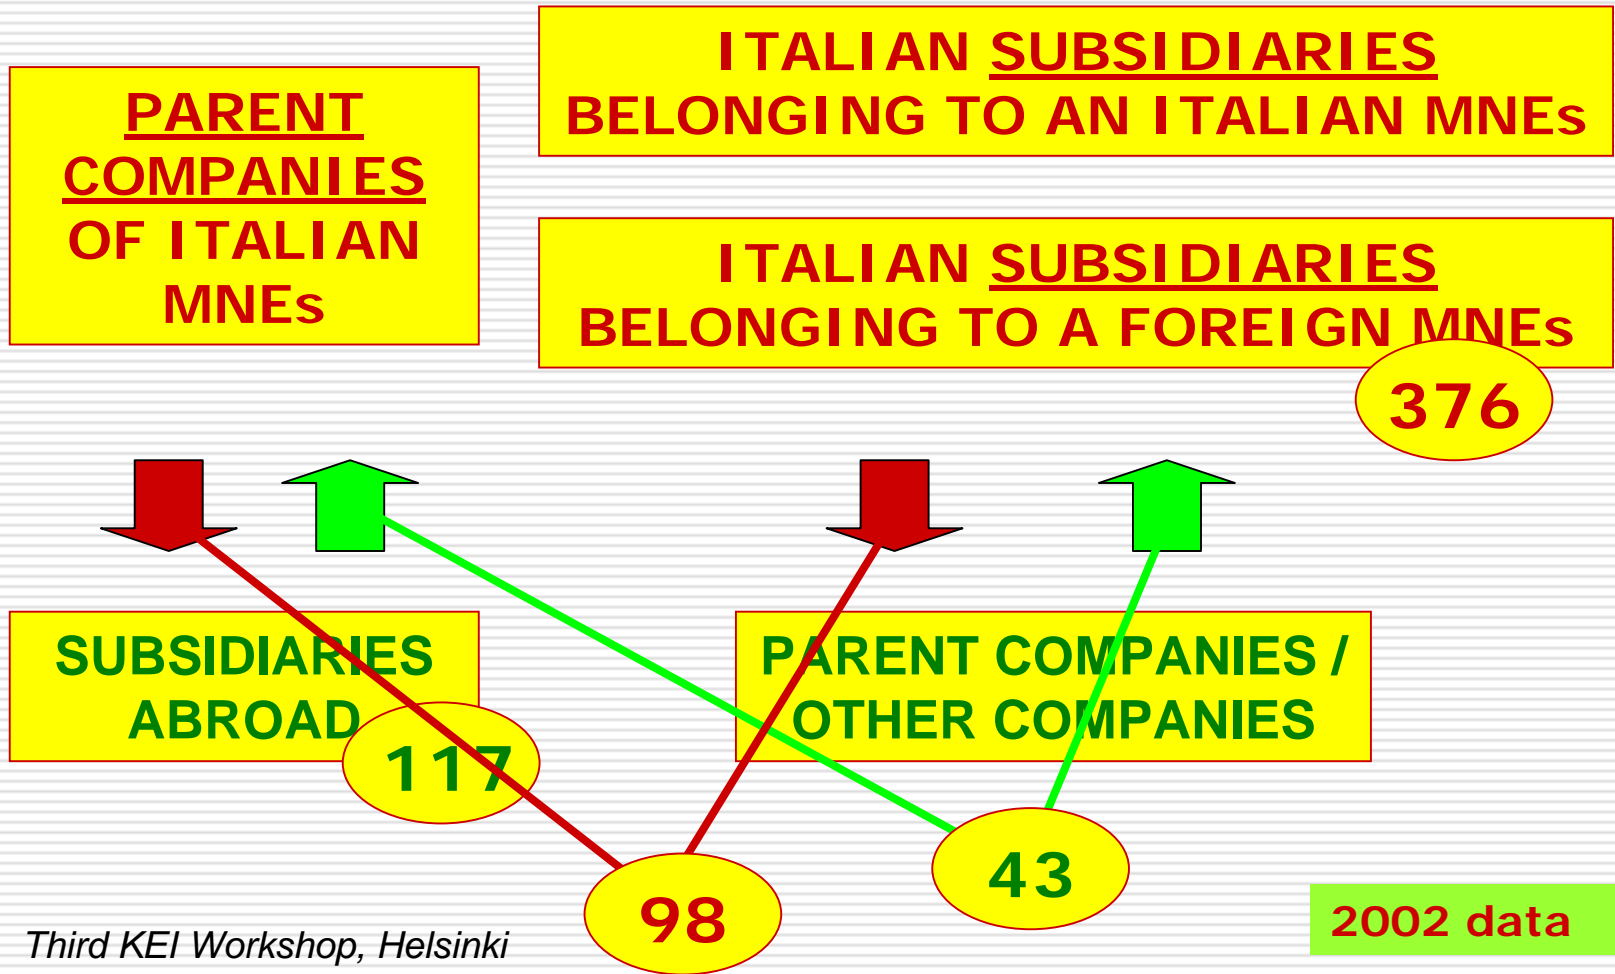 PARENT
COMPANIES
OF ITALIAN
MNEs
ITALIAN SUBSIDIARIES
BELONGING TO AN ITALIAN MNEs
ITALIAN SUBSIDIARIES
BELONGING TO A FOREIGN MNEs
376
SUBSIDIARIES
ABROAD
117
PARENT COMPANIES /
OTHER COMPANIES
98
43
2002 data
Third KEI Workshop, Helsinki